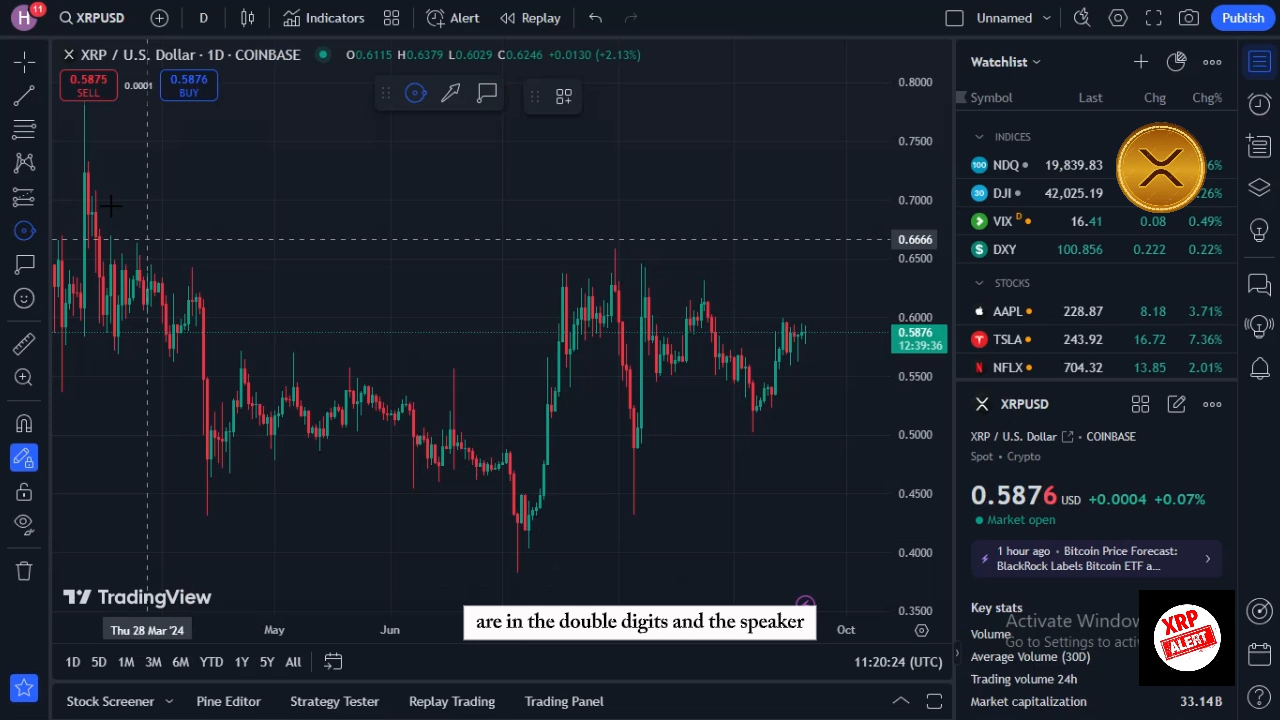 H
11
XRPUSD
D
Indicators
Alert
Replay
Unnamed
Publish
XRP / U.S. Dollar · 1D · COINBASE
O0.6115 H0.6379 L0.6029 C0.6246 +0.0130 (+2.13%)
0.5875
SELL
0.0001
0.5876
BUY
0.8000
0.7500
0.7000
0.6666
0.6500
0.6000
0.5876
12:39:36
0.5500
0.5000
0.4500
0.4000
0.3500
TradingView
Thu 28 Mar '24
May
Jun
Oct
are in the double digits and the speaker
1D 5D 1M 3M 6M YTD 1Y 5Y All
11:20:24 (UTC)
Stock Screener
Pine Editor
Strategy Tester
Replay Trading
Trading Panel
Watchlist
Symbol Last Chg Chg%
INDICES
100 NDQ 19,839.83 6%
30 DJI 42,025.19 .26%
VIX D 16.41 0.08 0.49%
$ DXY 100.856 0.222 0.22%
STOCKS
AAPL 228.87 8.18 3.71%
TSLA 243.92 16.72 7.36%
N NFLX 704.32 13.85 2.01%
XRPUSD
XRP / U.S. Dollar · COINBASE
Spot · Crypto
0.5876 USD +0.0004 +0.07%
Market open
1 hour ago · Bitcoin Price Forecast:
BlackRock Labels Bitcoin ETF a...
Key stats
Activate Window
Go to Settings to activ
Volume
Average Volume (30D)
Trading volume 24h
Market capitalization 33.14B
XRP
ALERT